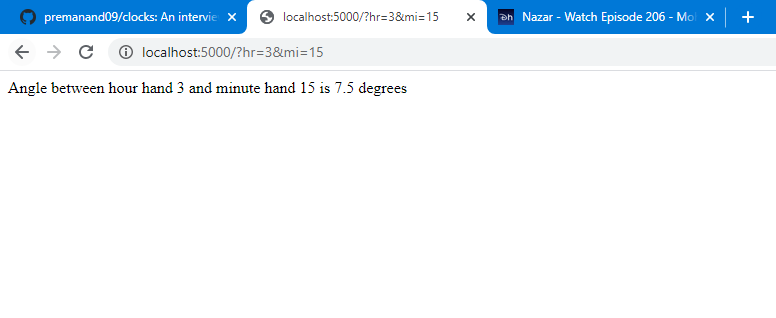 premanand09/clocks: An intervie
localhost:5000/?hr=3&mi=15
Nazar - Watch Episode 206 - Mo
localhost:5000/?hr=3&mi=15
Angle between hour hand 3 and minute hand 15 is 7.5 degrees